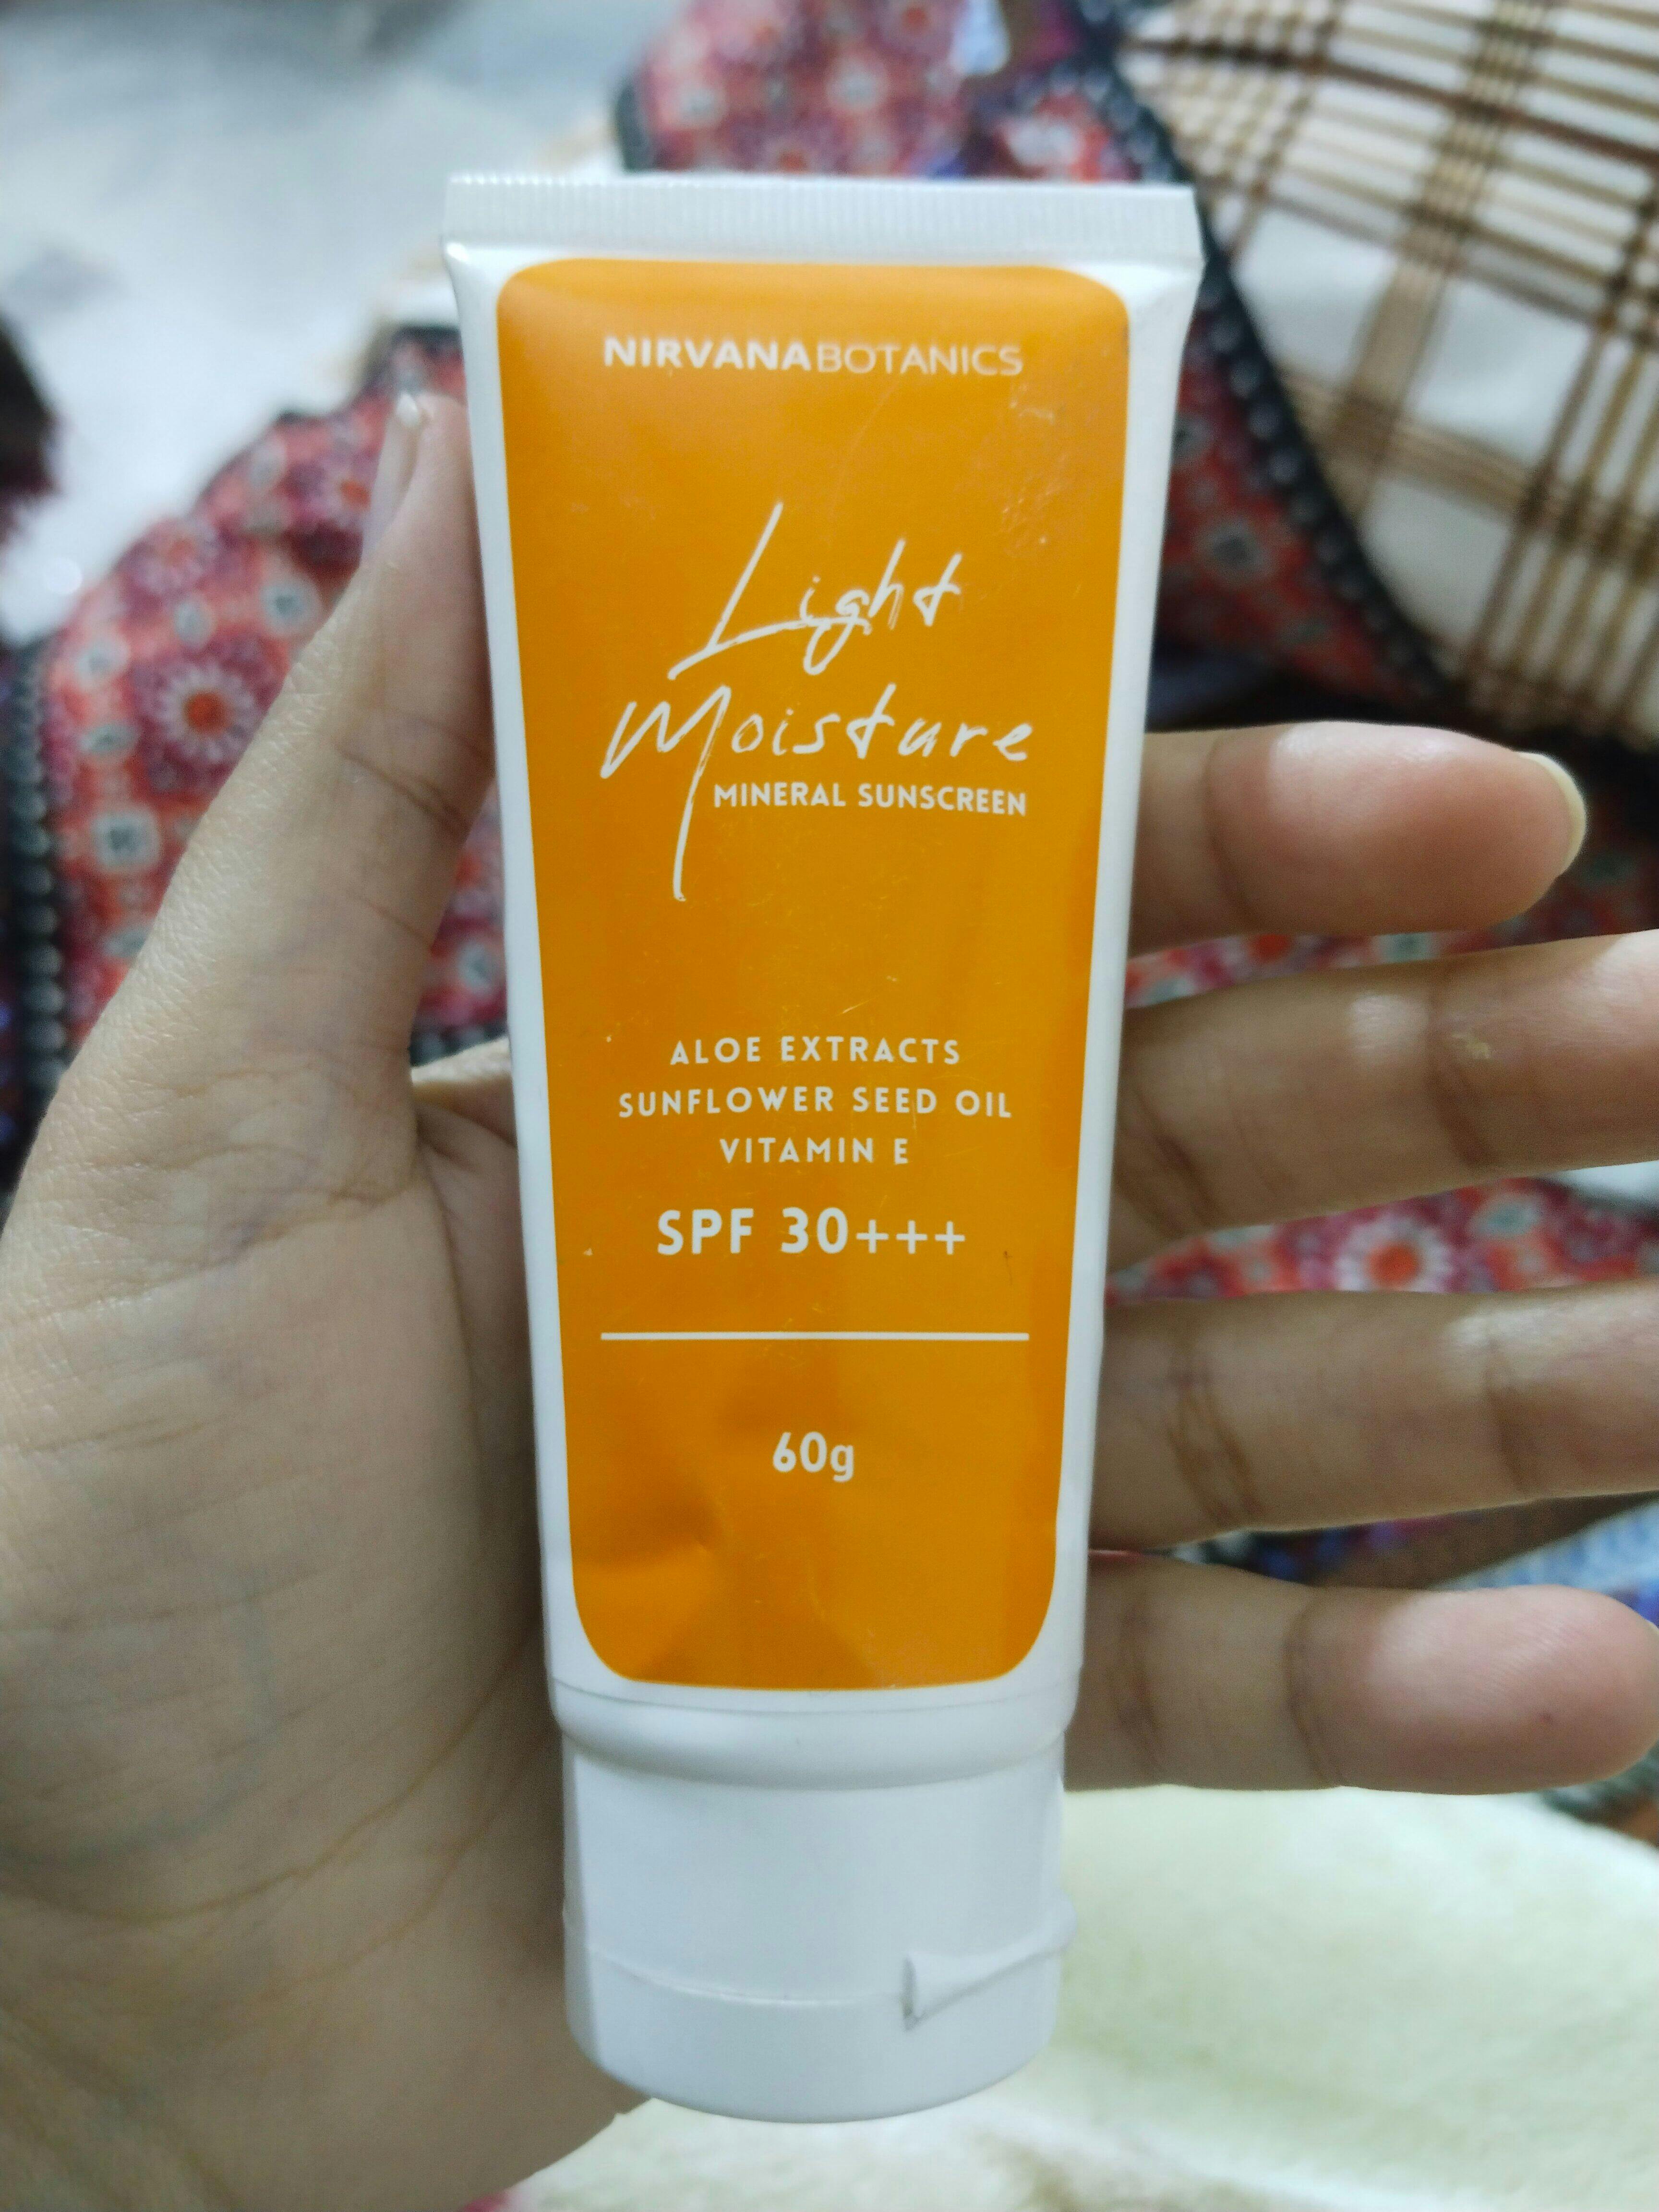 NIRVANABOTANICS
Light
Moisture
MINERAL SUNSCREEN
ALOE EXTRACTS
SUNFLOWER SEED OIL
VITAMIN E
SPF 30+++
60g